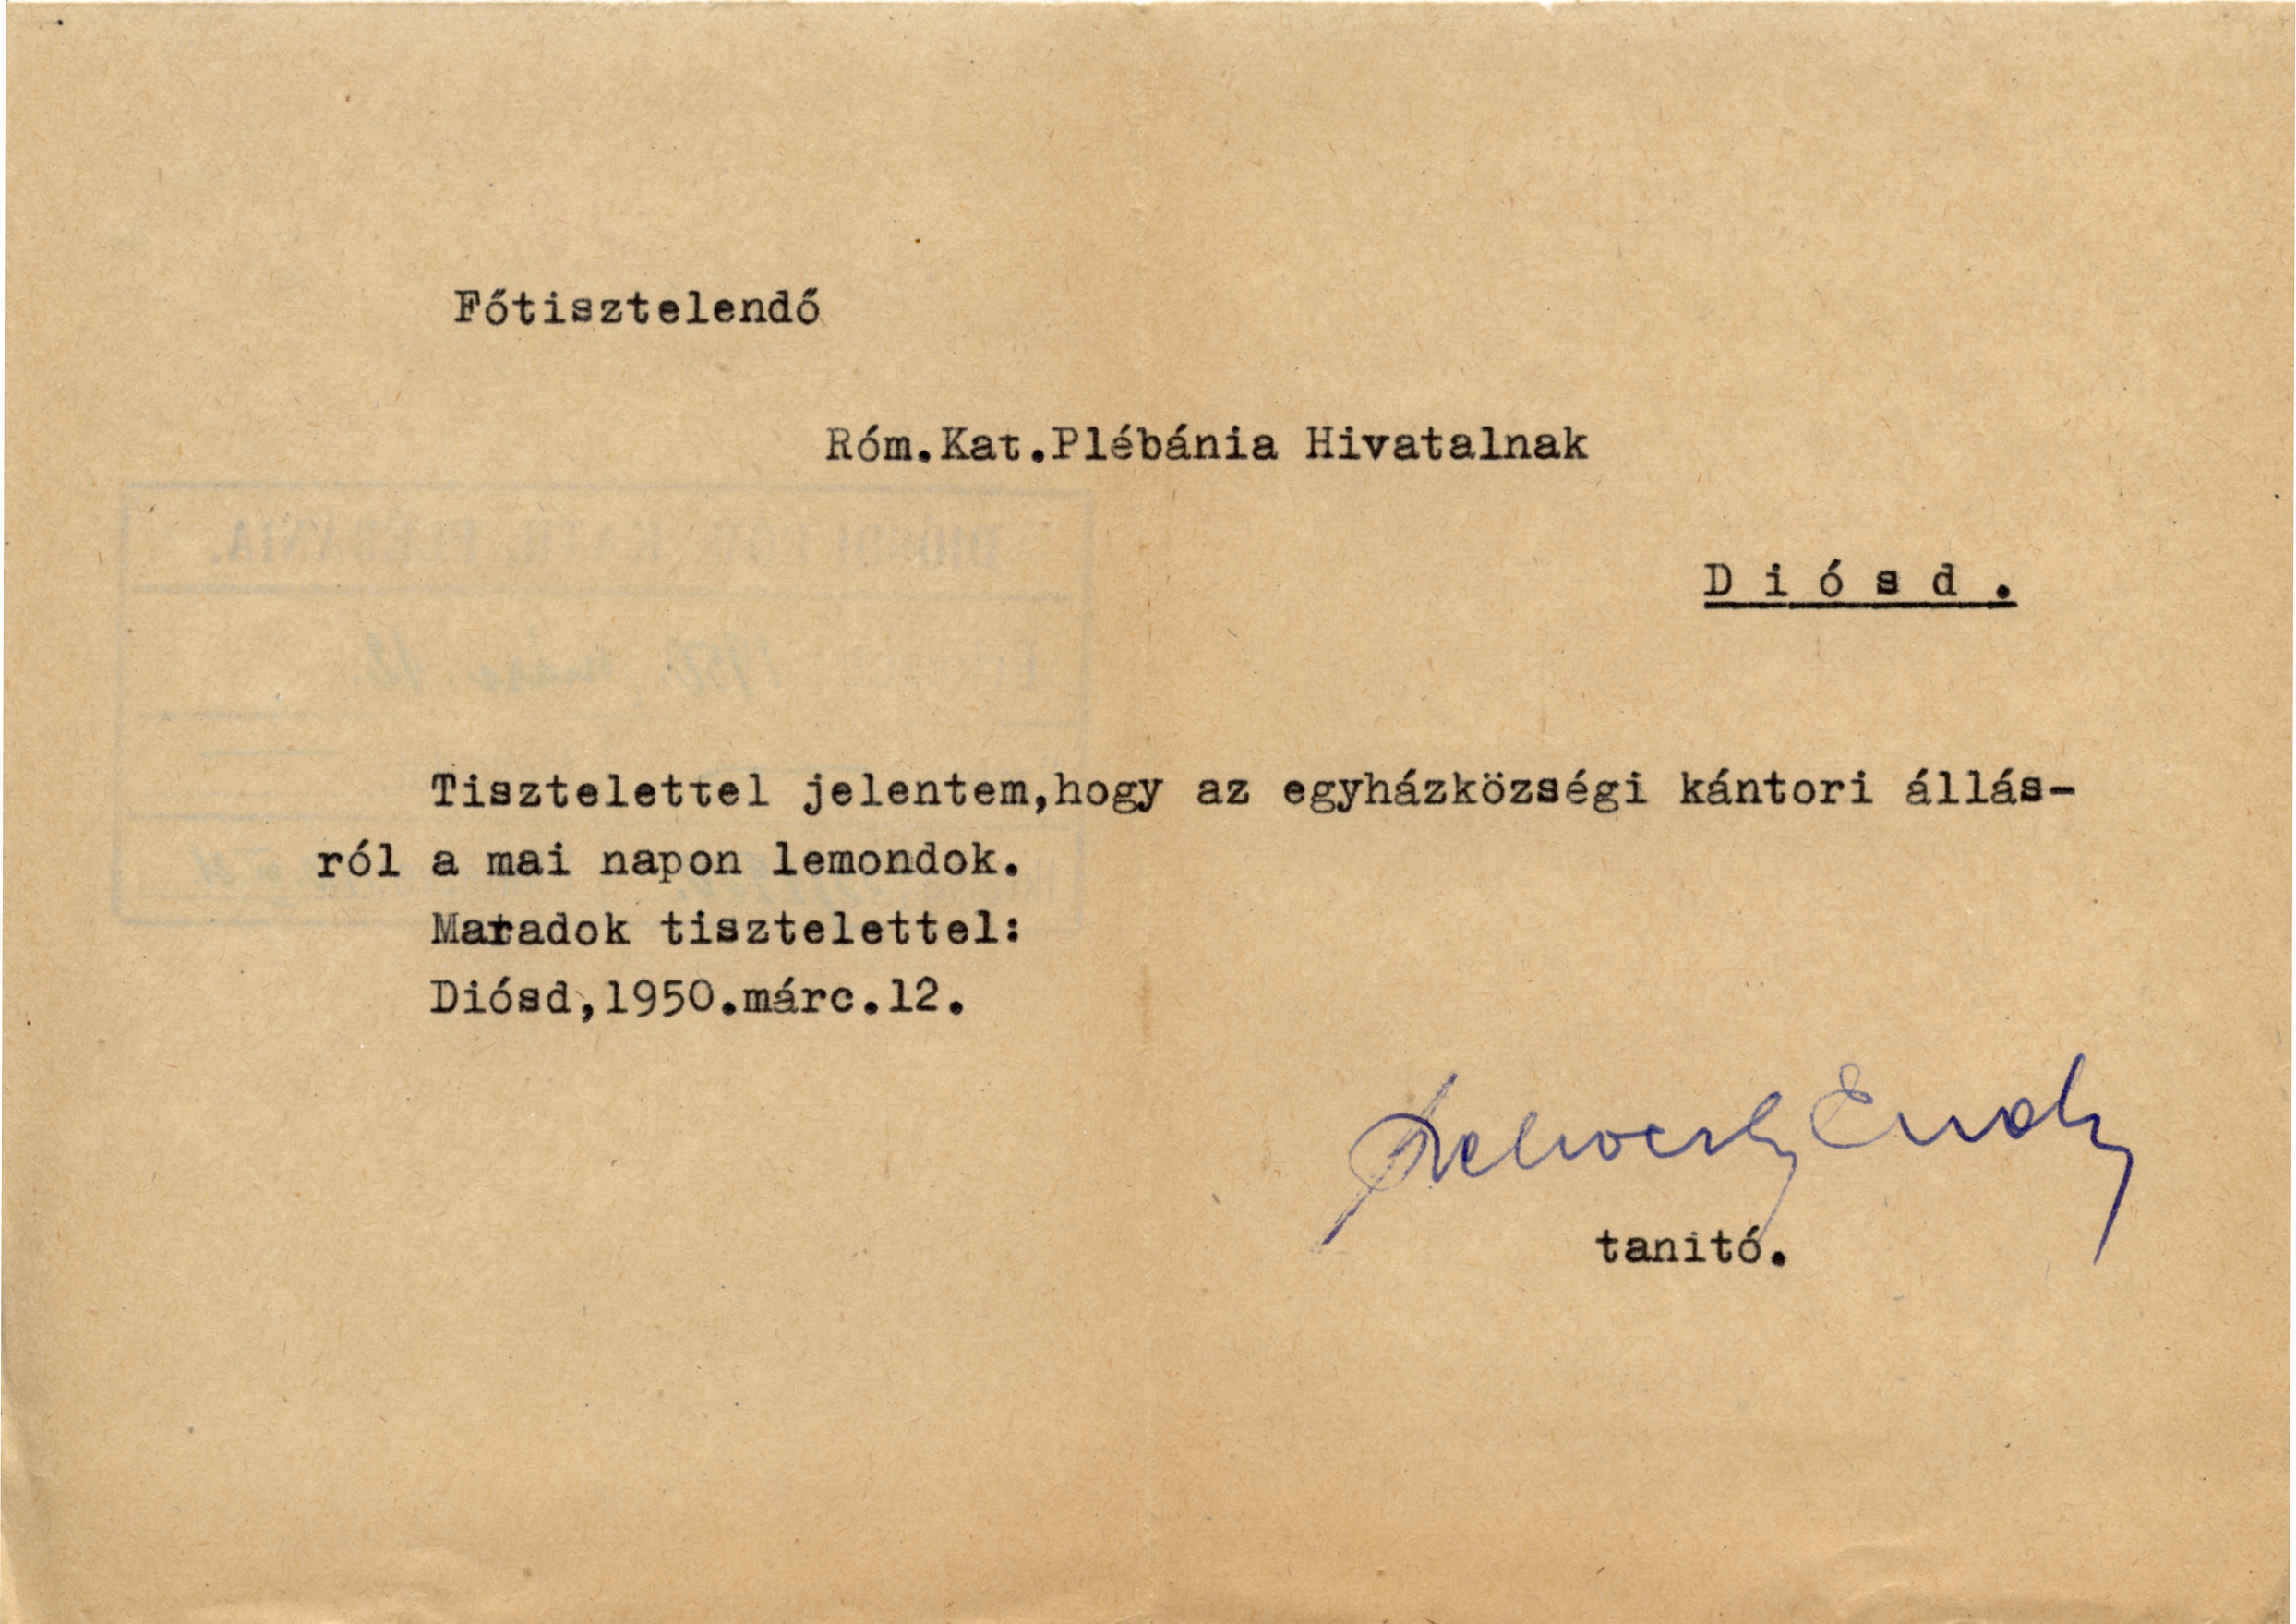 Főtisztelendő
Róm.Kat.Plébánia Hivatalnak
Diósd.
Tisztelettel jelentem,hogy az egyházközségi kántori állás-
ról a mai napon lemondok.
Maradok tisztelettel:
Diósd,1950.márc.12.
tanitó.